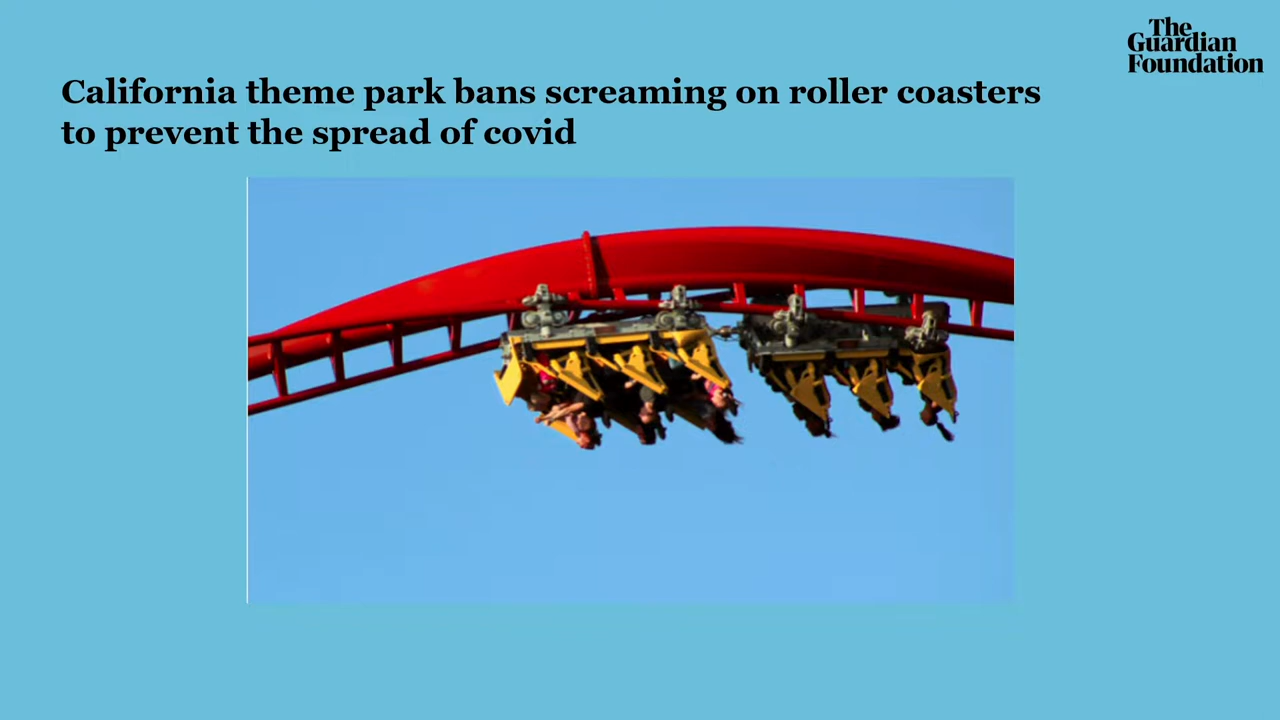 The
Guardian
Foundation
California theme park bans screaming on roller coasters
to prevent the spread of covid